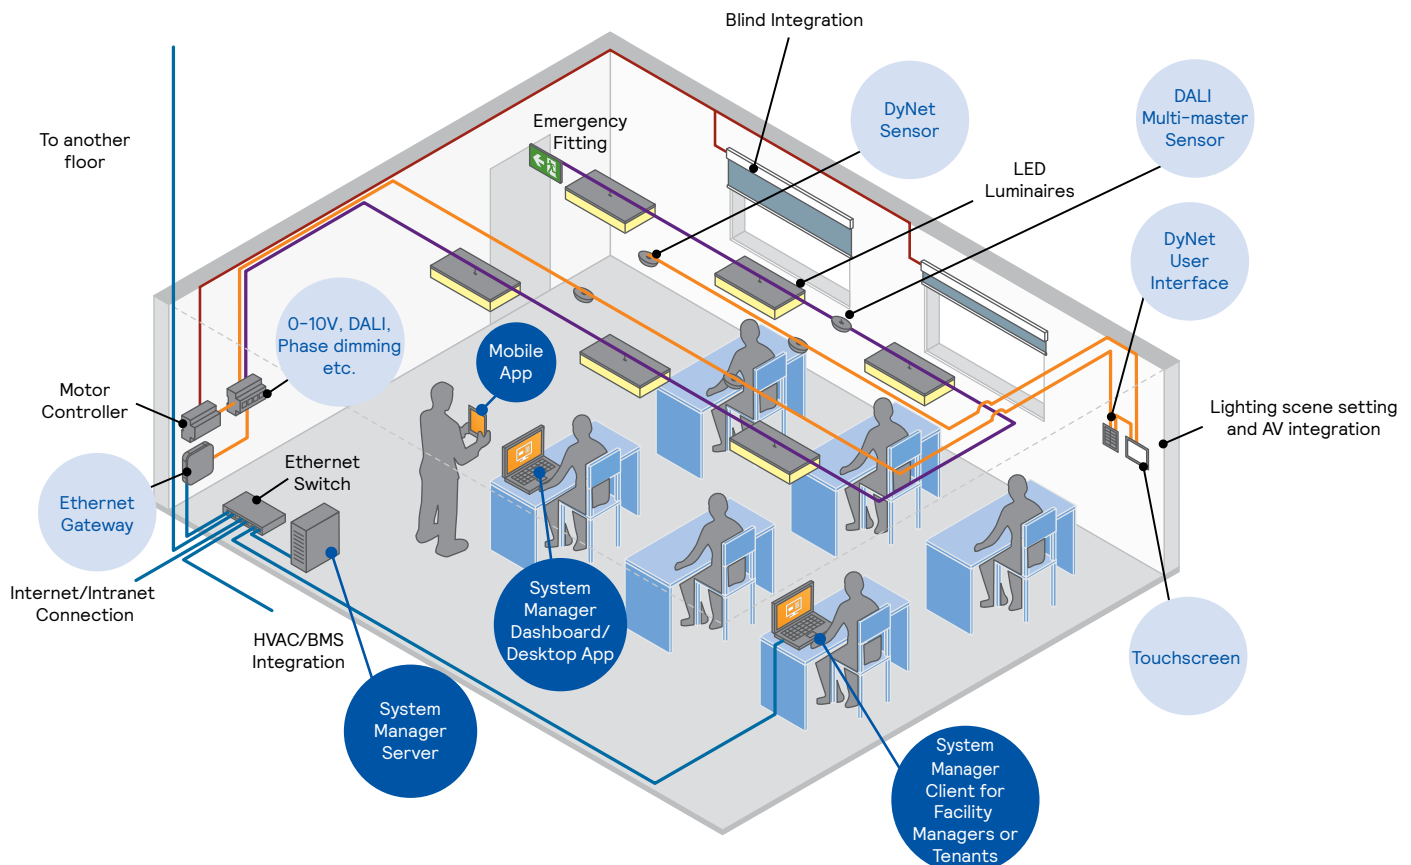 Blind Integration
DyNet
Sensor
DALI
Multi-master
Sensor
To another
floor
Emergency
Fitting
LED
Luminaires
DyNet
User
Interface
0-10V, DALI,
Phase dimming
etc.
Mobile
App
Motor
Controller
Lighting scene setting
and AV integration
Ethernet
Switch
Ethernet
Gateway
Internet/Intranet
Connection
System
Manager
Dashboard/
Desktop App
HVAC/BMS
Integration
Touchscreen
System
Manager
Server
System
Manager
Client for
Facility
Managers or
Tenants